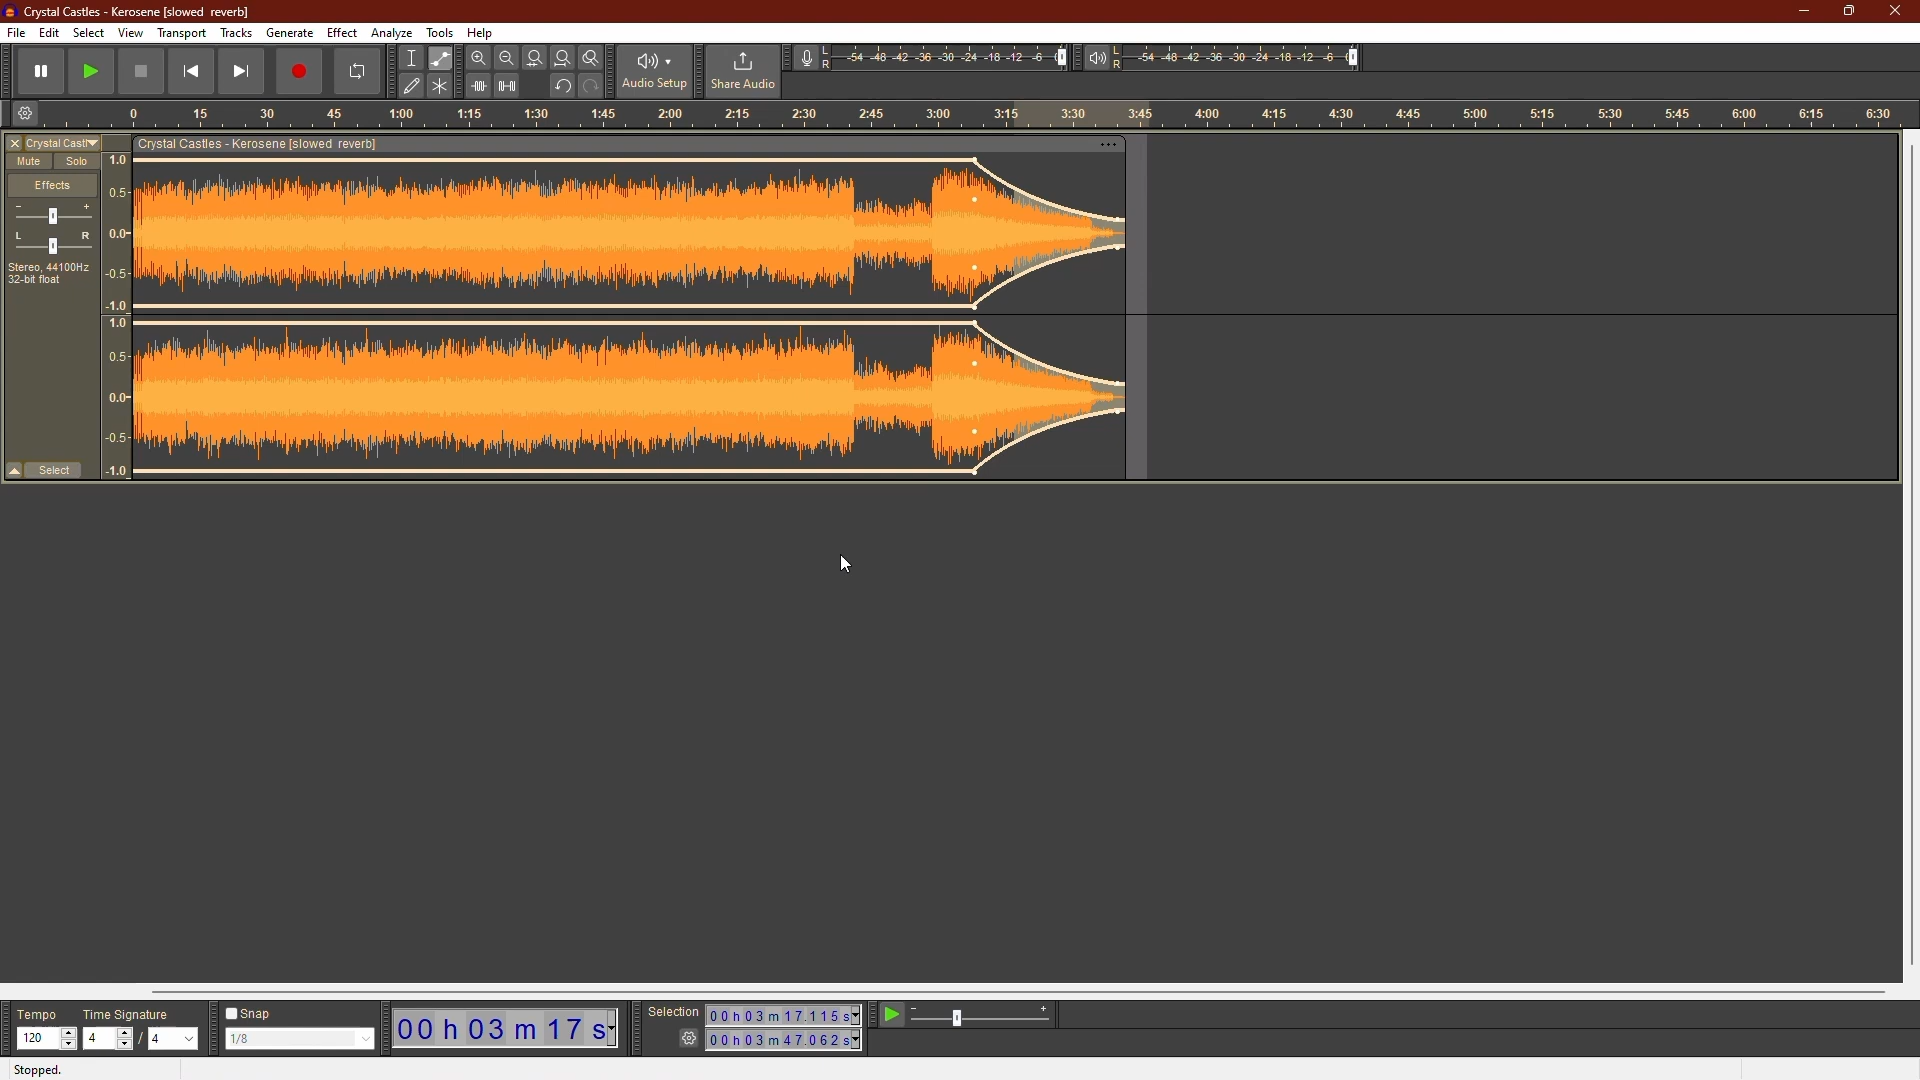 Crystal Castles - Kerosene [slowed  reverb]
File Edit Select View Transport Tracks Generate Effect Analyze Tools Help
Audio Setup
Share Audio
L R -54 -48 -42 -36 -30 -24 -18 -12 -6 0
L R -54 -48 -42 -36 -30 -24 -18 -12 -6 0
0 15 30 45 1:00 1:15 1:30 1:45 2:00 2:15 2:30 2:45 3:00 3:15 3:30 3:45 4:00 4:15 4:30 4:45 5:00 5:15 5:30 5:45 6:00 6:15 6:30
Crystal Castl
Crystal Castles - Kerosene [slowed  reverb]
Mute Solo
Effects
- +
L R
Stereo, 44100Hz
32-bit float
1.0
0.5-
0.0-
-0.5-
-1.0
1.0
0.5-
0.0-
-0.5-
-1.0
Select
Tempo Time Signature
120 4 / 4
Snap
1/8
00 h 03 m 17 s
Selection 00 h 03 m 17.115 s
00 h 03 m 47.062 s
- +
Stopped.